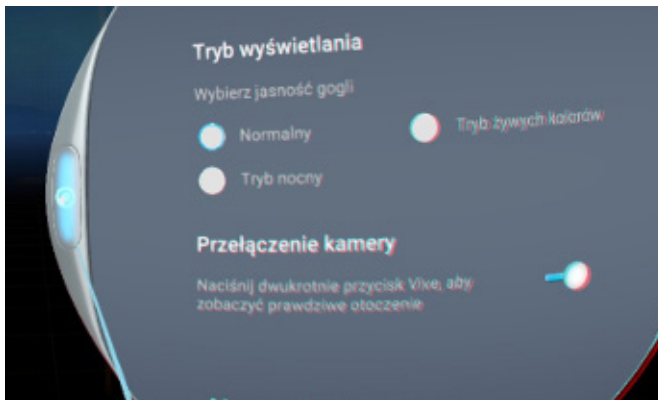 Tryb wyświetlania
Wybierz jasność gogli
Normalny
Tryb żywych kolorów
Tryb nocny
Przełączenie kamery
Naciśnij dwukrotnie przycisk Vixe, aby
zobaczyć prawdziwe otoczenie